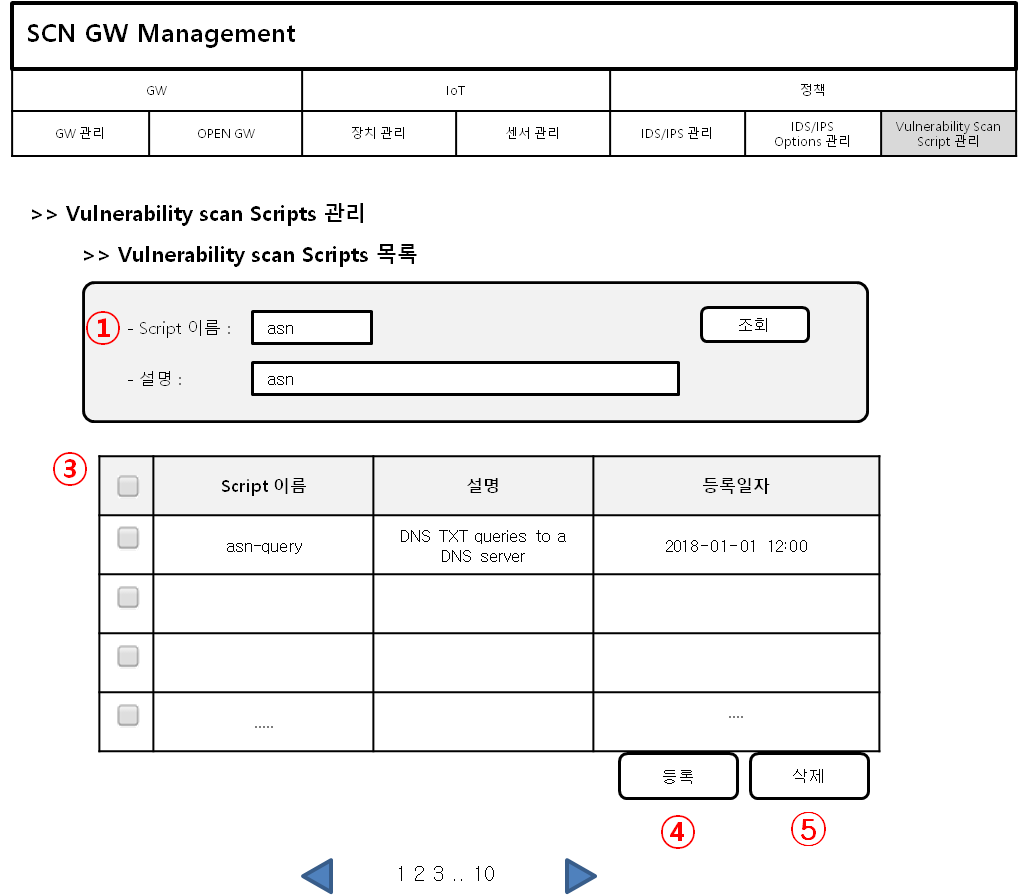 SCN GW Management
GW IoT 정책
GW 관리 OPEN GW 장치 관리 센서 관리 IDS/IPS 관리 IDS/IPS Options 관리 Vulnerability Scan Script 관리
>> Vulnerability scan Scripts 관리
>> Vulnerability scan Scripts 목록
① - Script 이름 : asn 조회
- 설명 : asn
③
Script 이름 설명 등록일자
asn-query DNS TXT queries to a DNS server 2018-01-01 12:00
..... ....
등록 삭제
④ ⑤
1 2 3 .. 10